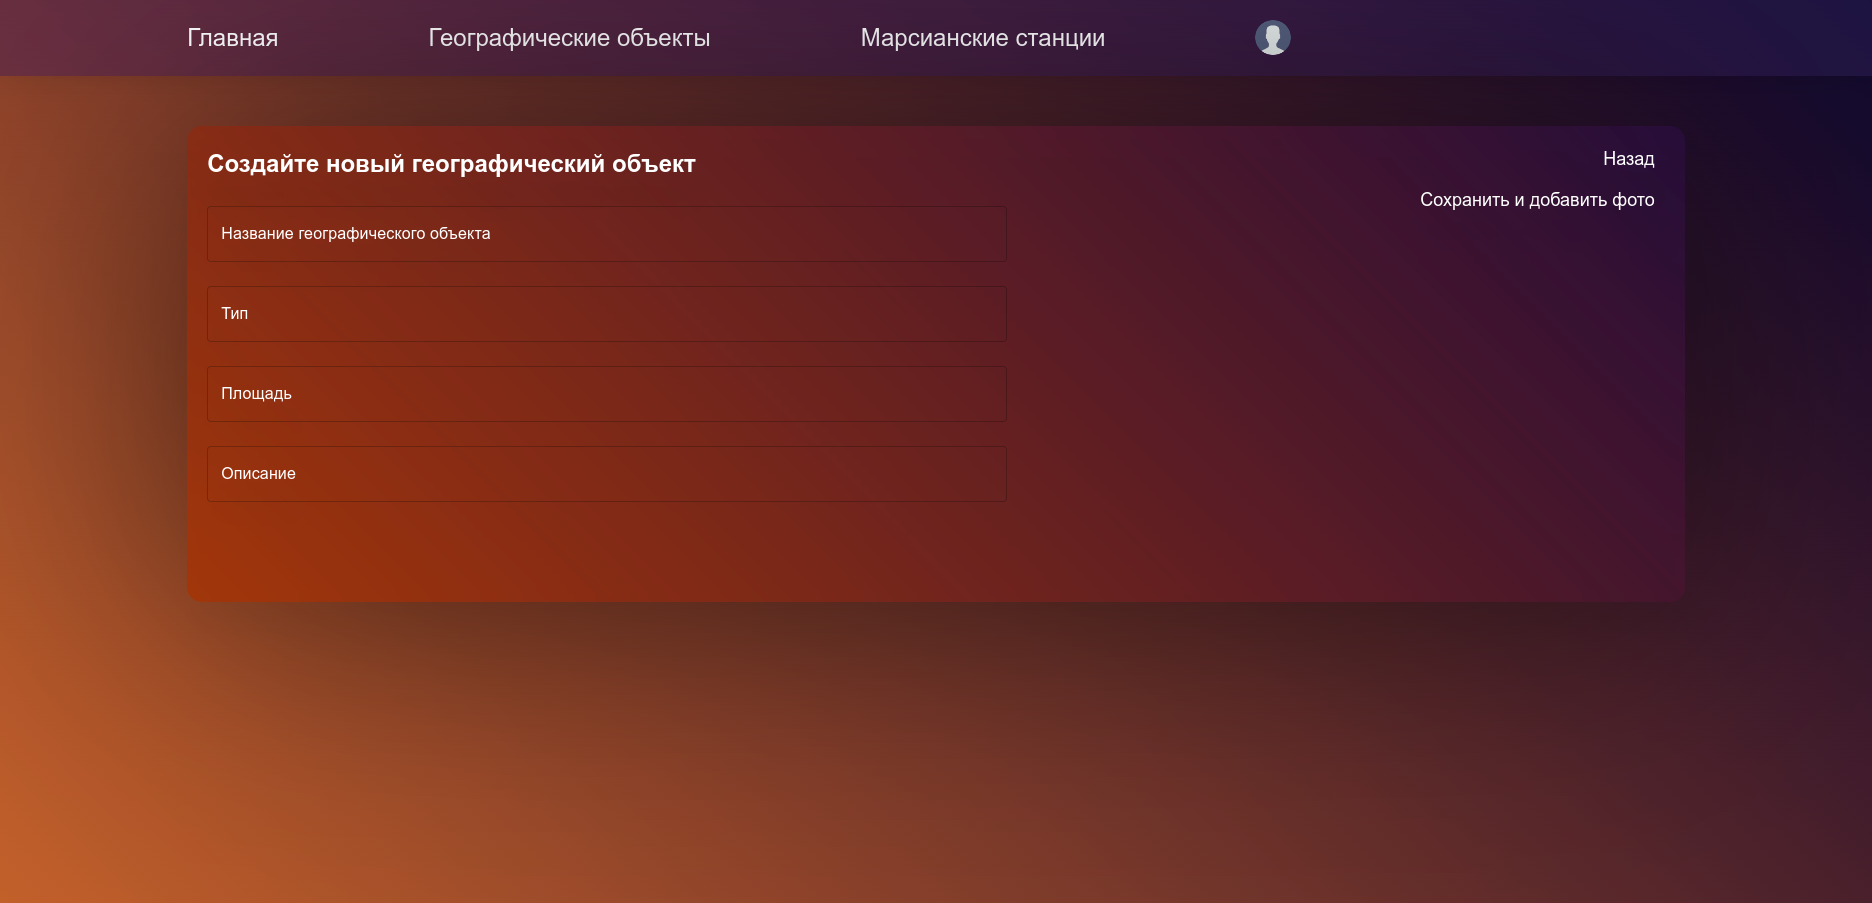 Главная
Географические объекты
Марсианские станции
Создайте новый географический объект
Назад
Сохранить и добавить фото
Название географического объекта
Тип
Площадь
Описание